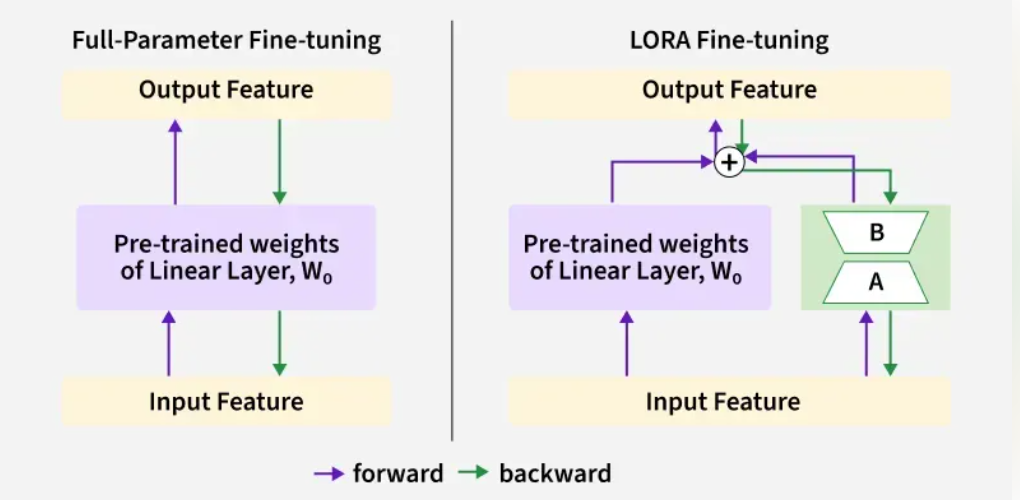 Full-Parameter Fine-tuning
Output Feature
Pre-trained weights
of Linear Layer, W₀
Input Feature
LORA Fine-tuning
Output Feature
+
Pre-trained weights
of Linear Layer, W₀
B
A
Input Feature
forward backward